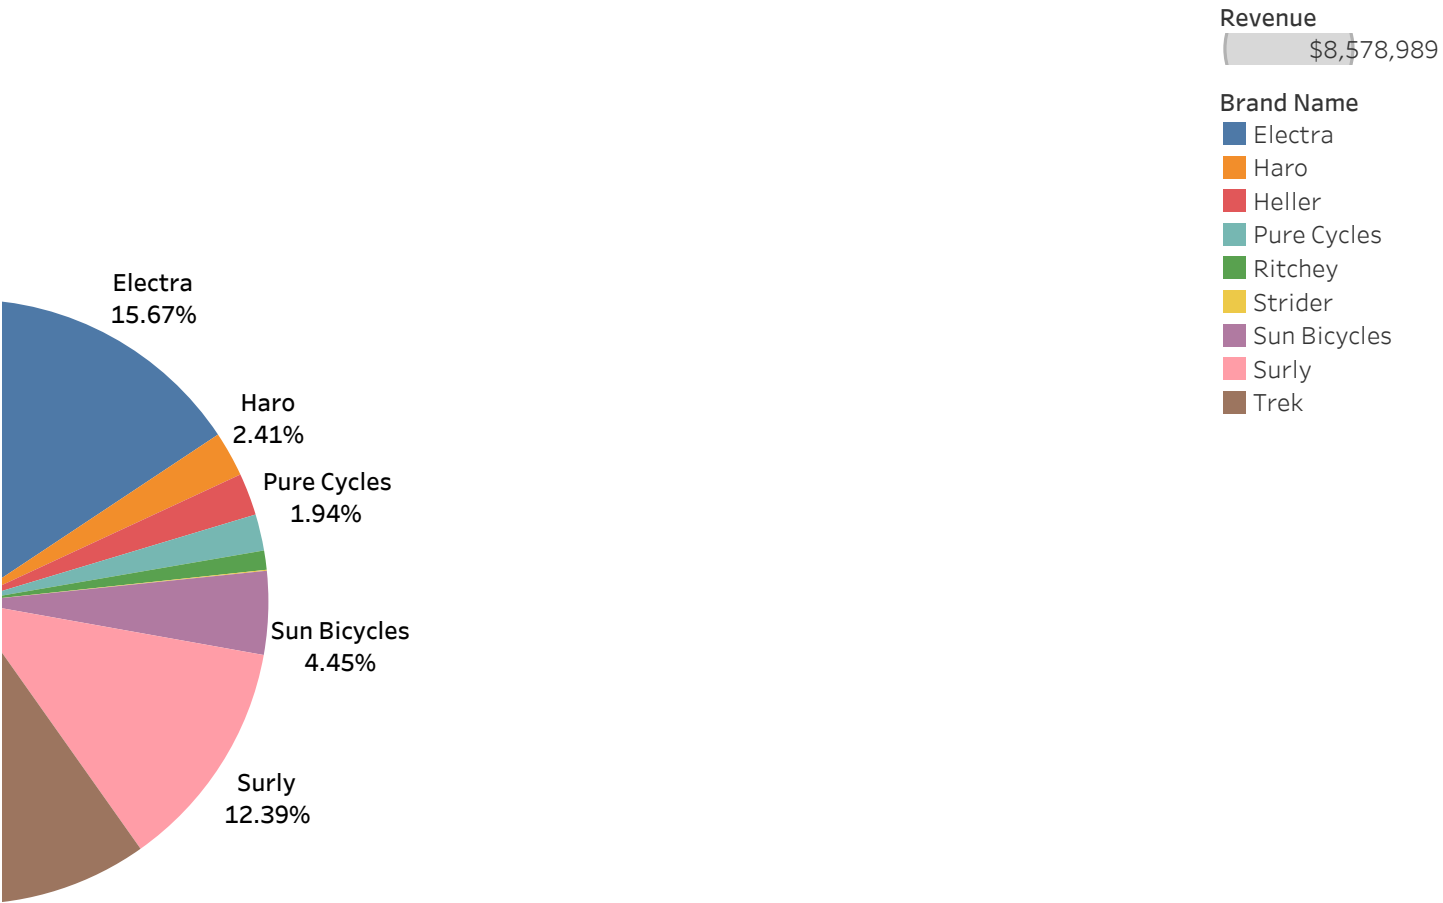 Revenue
$8,578,989
Brand Name
Electra
Haro
Heller
Pure Cycles
Ritchey
Strider
Sun Bicycles
Surly
Trek
Electra
15.67%
Haro
2.41%
Pure Cycles
1.94%
Sun Bicycles
4.45%
Surly
12.39%